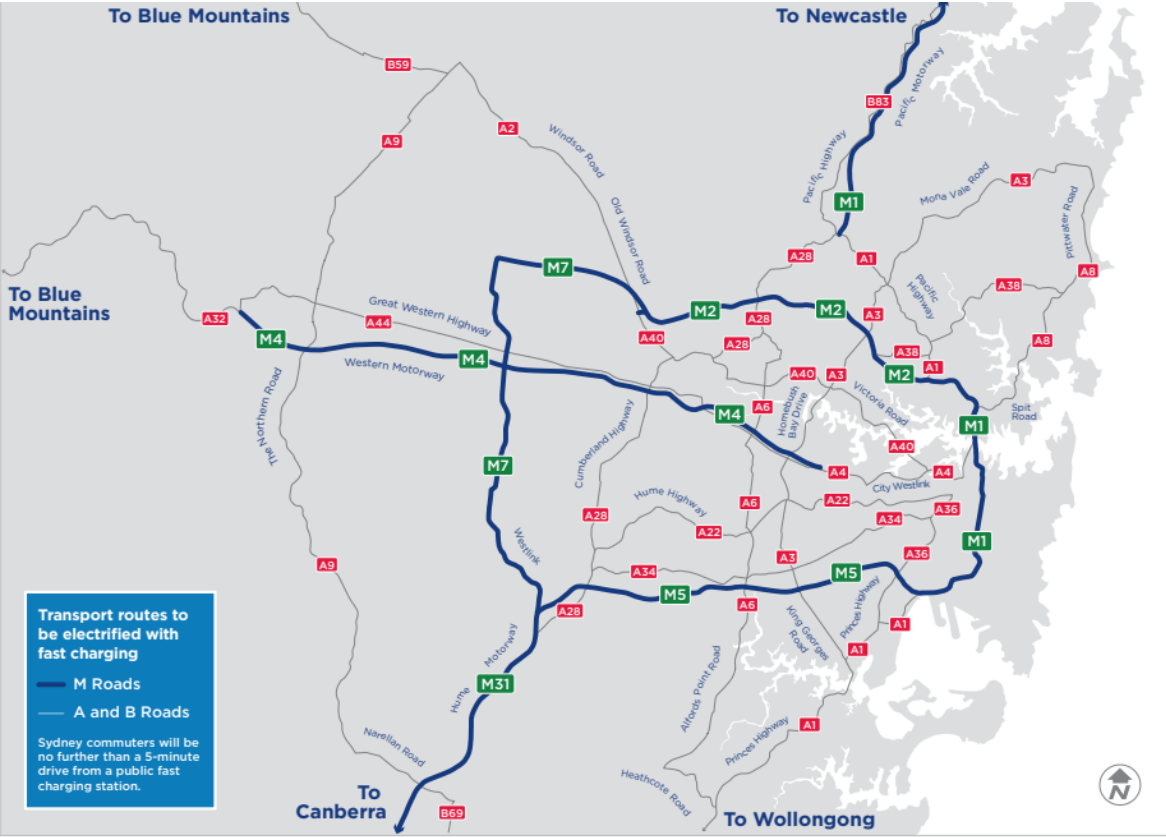 To Blue Mountains
To Newcastle
B59
Pacific Motorway
B83
A2
A9
Windsor Road
Pacific Highway
Mona Vale Road
A3
Pittwater Road
M1
Old Windsor Road
A28
A1
M7
A8
To Blue
Mountains
A38
Pacific
Highway
Great Western Highway
M2
M2
A3
A32
A44
A28
M4
A40
A28
A8
A38
M4
Western Motorway
A1
M2
A40
A3
The Northern Road
Cumberland Highway
M4
A6
Homebush
Bay Drive
Victoria Road
Spit
Road
M1
A40
M7
A4
A4
City Westlink
Hume Highway
A6
A22
A36
A28
A34
A22
Westlink
M1
A3
A36
A9
A34
M5
M5
A28
A6
King Georges
Road
Princes Highway
A1
A1
Motorway
Hume
M31
Alfords Point Road
A1
Princes Highway
Narellan Road
Heathcote Road
To
Canberra
B69
To Wollongong
N
Transport routes to
be electrified with
fast charging
M Roads
A and B Roads
Sydney commuters will be
no further than a 5-minute
drive from a public fast
charging station.